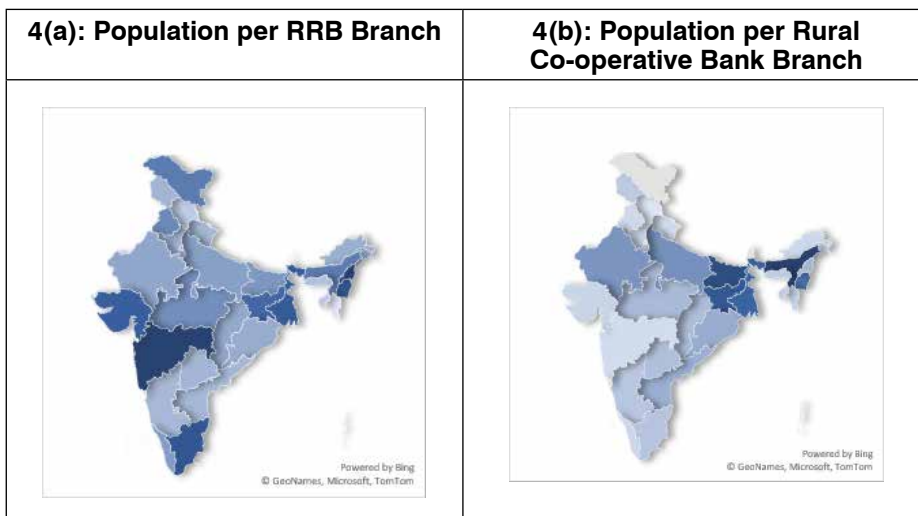 4(a): Population per RRB Branch
4(b): Population per Rural
Co-operative Bank Branch
Powered by Bing
© GeoNames, Microsoft, TomTom
Powered by Bing
© GeoNames, Microsoft, TomTom